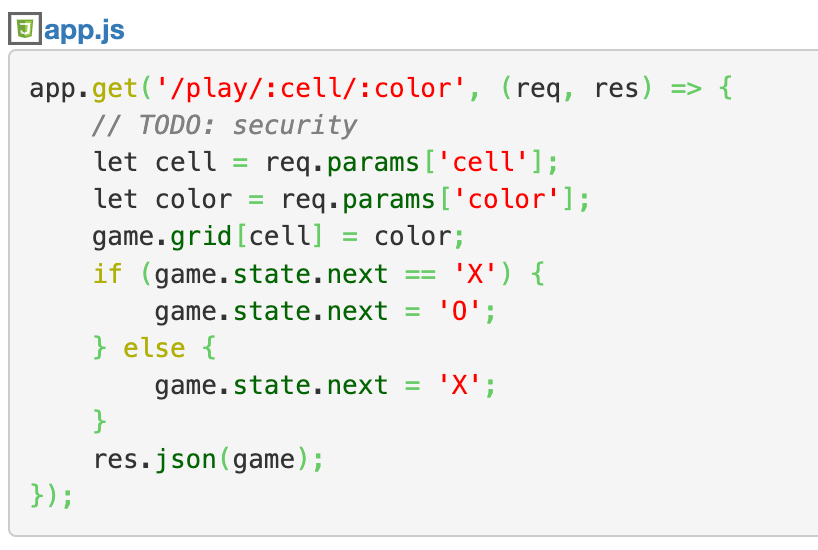 app.js
app.get('/play/:cell/:color', (req, res) => {
    // TODO: security
    let cell = req.params['cell'];
    let color = req.params['color'];
    game.grid[cell] = color;
    if (game.state.next == 'X') {
        game.state.next = 'O';
    } else {
        game.state.next = 'X';
    }
    res.json(game);
});